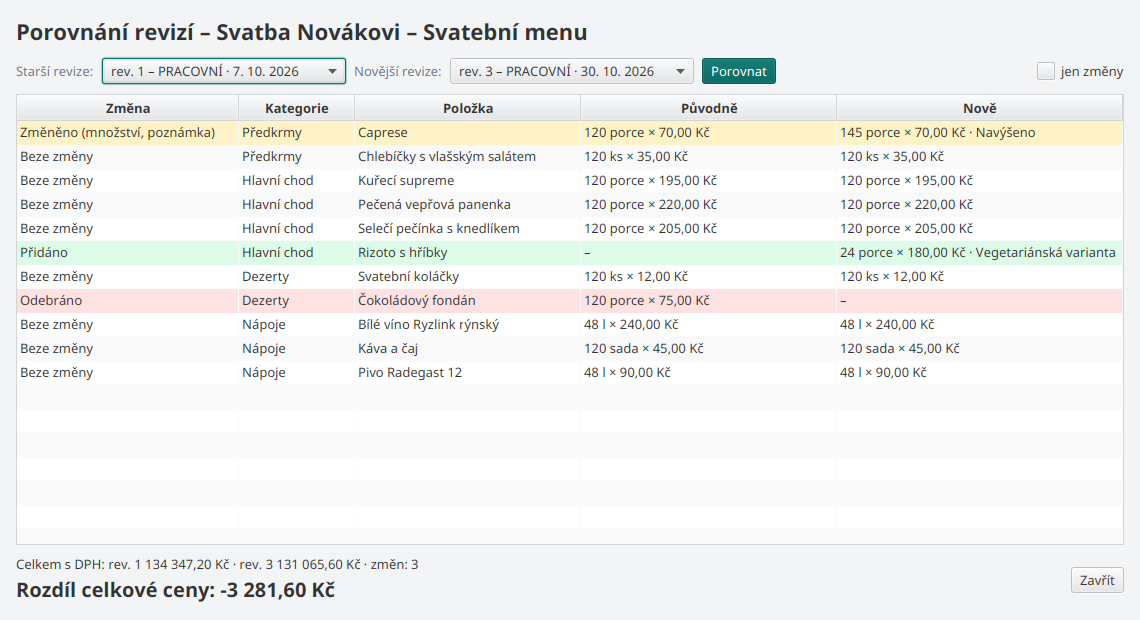 Porovnání revizí – Svatba Novákovi – Svatební menu
Starší revize: rev. 1 – PRACOVNÍ · 7. 10. 2026 Novější revize: rev. 3 – PRACOVNÍ · 30. 10. 2026 Porovnat jen změny
Změna Kategorie Položka Původně Nově
Změněno (množství, poznámka) Předkrmy Caprese 120 porce × 70,00 Kč 145 porce × 70,00 Kč · Navýšeno
Beze změny Předkrmy Chlebíčky s vlašským salátem 120 ks × 35,00 Kč 120 ks × 35,00 Kč
Beze změny Hlavní chod Kuřecí supreme 120 porce × 195,00 Kč 120 porce × 195,00 Kč
Beze změny Hlavní chod Pečená vepřová panenka 120 porce × 220,00 Kč 120 porce × 220,00 Kč
Beze změny Hlavní chod Selečí pečínka s knedlíkem 120 porce × 205,00 Kč 120 porce × 205,00 Kč
Přidáno Hlavní chod Rizoto s hříbky – 24 porce × 180,00 Kč · Vegetariánská varianta
Beze změny Dezerty Svatební koláčky 120 ks × 12,00 Kč 120 ks × 12,00 Kč
Odebráno Dezerty Čokoládový fondán 120 porce × 75,00 Kč –
Beze změny Nápoje Bílé víno Ryzlink rýnský 48 l × 240,00 Kč 48 l × 240,00 Kč
Beze změny Nápoje Káva a čaj 120 sada × 45,00 Kč 120 sada × 45,00 Kč
Beze změny Nápoje Pivo Radegast 12 48 l × 90,00 Kč 48 l × 90,00 Kč
Celkem s DPH: rev. 1 134 347,20 Kč · rev. 3 131 065,60 Kč · změn: 3
Rozdíl celkové ceny: -3 281,60 Kč
Zavřít